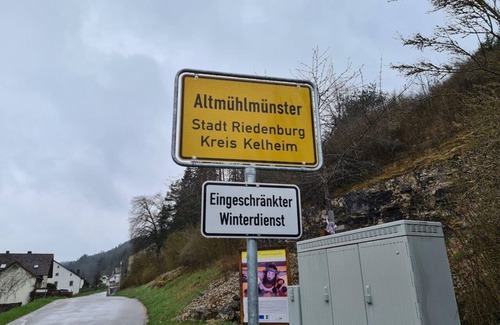 Altmühlmünster
Stadt Riedenburg
Kreis Kelheim
Eingeschränkter
Winterdienst